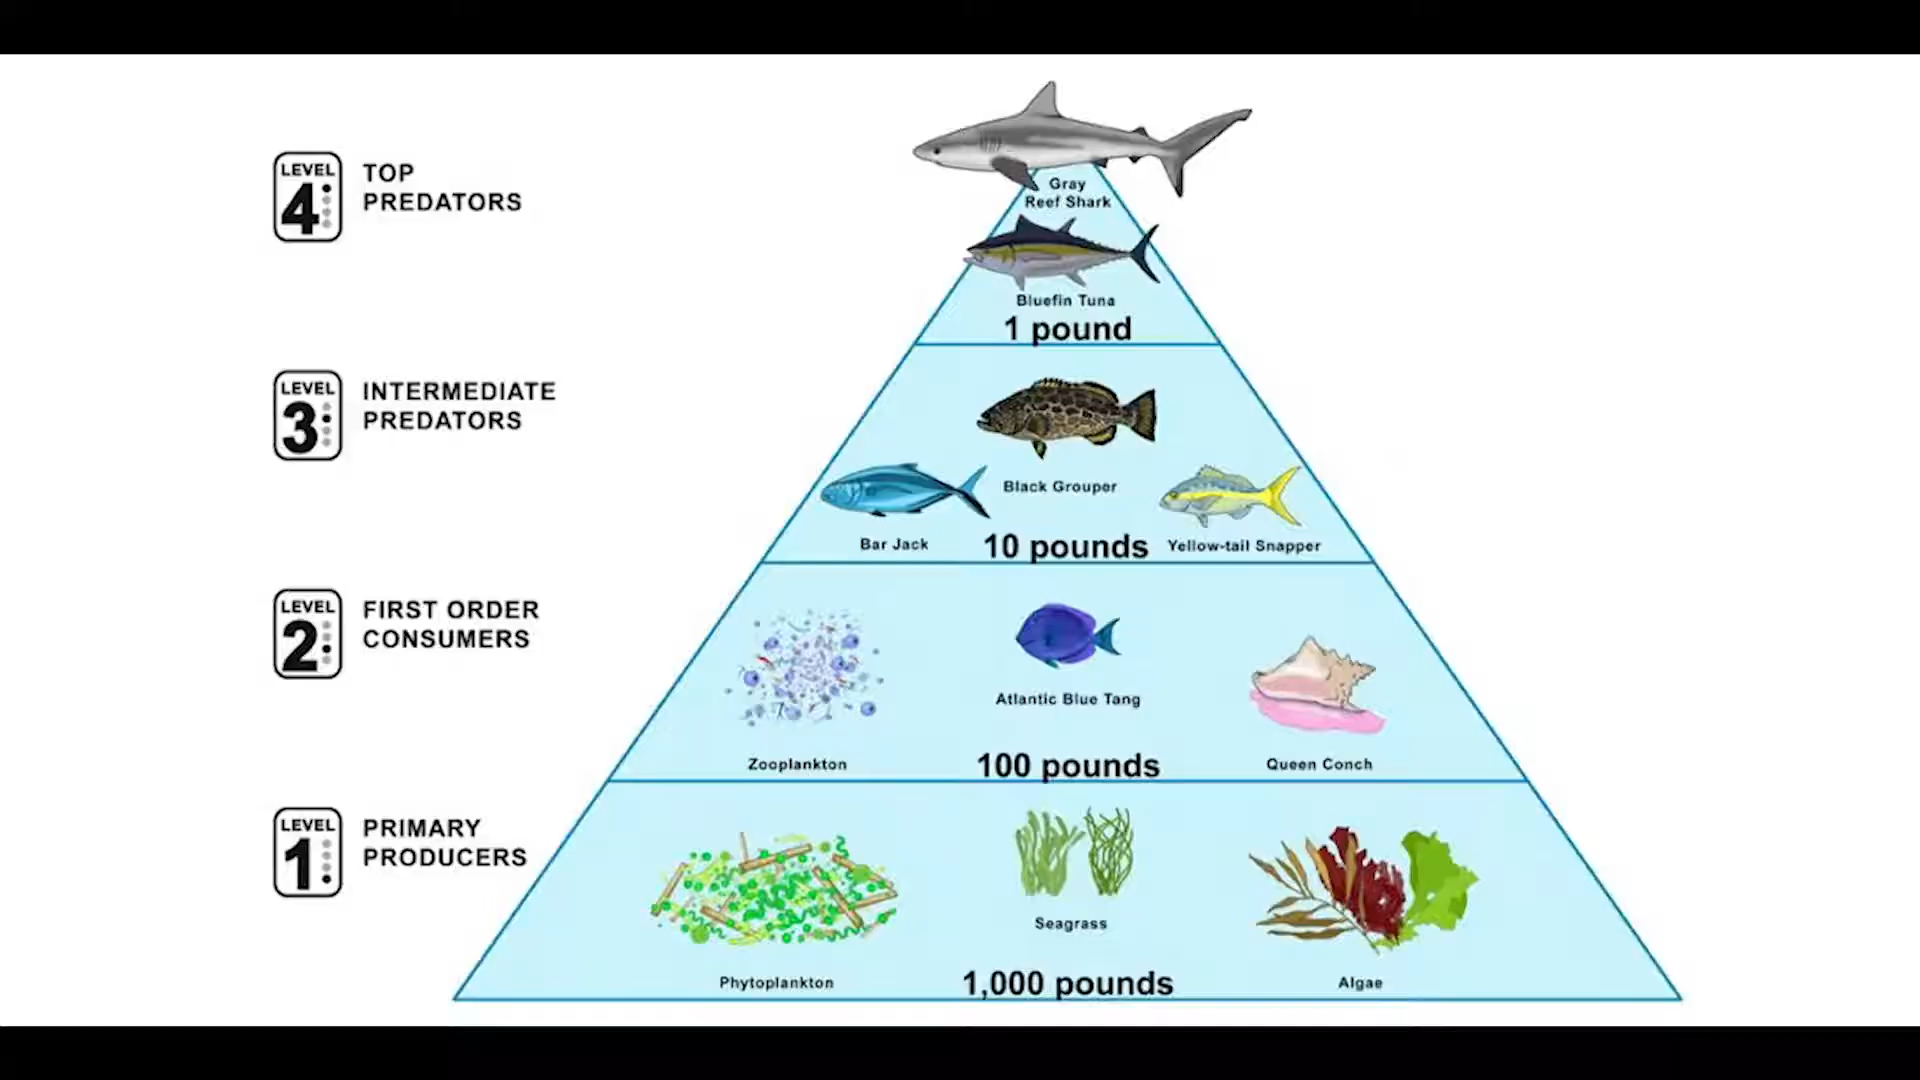 LEVEL
4
TOP
PREDATORS
Gray
Reef Shark
Bluefin Tuna
1 pound
LEVEL
3
INTERMEDIATE
PREDATORS
Black Grouper
Bar Jack
10 pounds
Yellow-tail Snapper
LEVEL
2
FIRST ORDER
CONSUMERS
Atlantic Blue Tang
Zooplankton
100 pounds
Queen Conch
LEVEL
1
PRIMARY
PRODUCERS
Seagrass
Phytoplankton
1,000 pounds
Algae